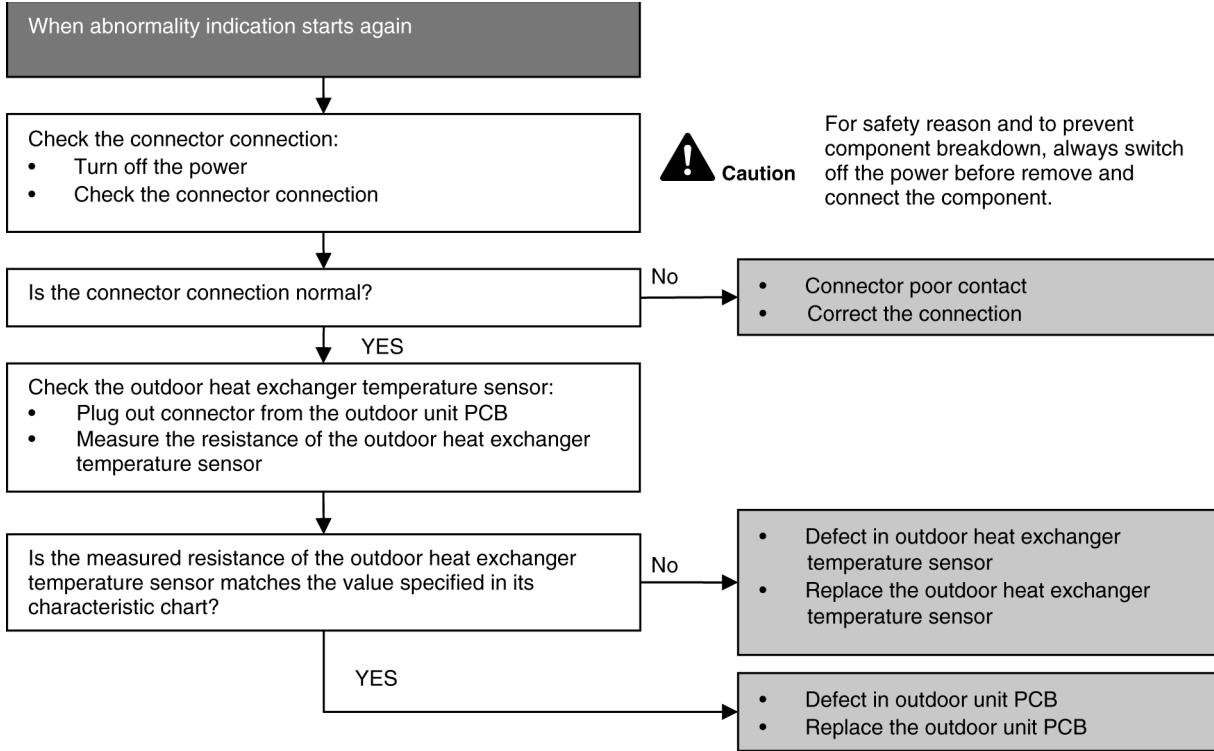 When abnormality indication starts again
Check the connector connection:
• Turn off the power
• Check the connector connection
Caution
For safety reason and to prevent
component breakdown, always switch
off the power before remove and
connect the component.
Is the connector connection normal?
No
• Connector poor contact
• Correct the connection
YES
Check the outdoor heat exchanger temperature sensor:
• Plug out connector from the outdoor unit PCB
• Measure the resistance of the outdoor heat exchanger
temperature sensor
Is the measured resistance of the outdoor heat exchanger
temperature sensor matches the value specified in its
characteristic chart?
No
• Defect in outdoor heat exchanger
temperature sensor
• Replace the outdoor heat exchanger
temperature sensor
YES
• Defect in outdoor unit PCB
• Replace the outdoor unit PCB